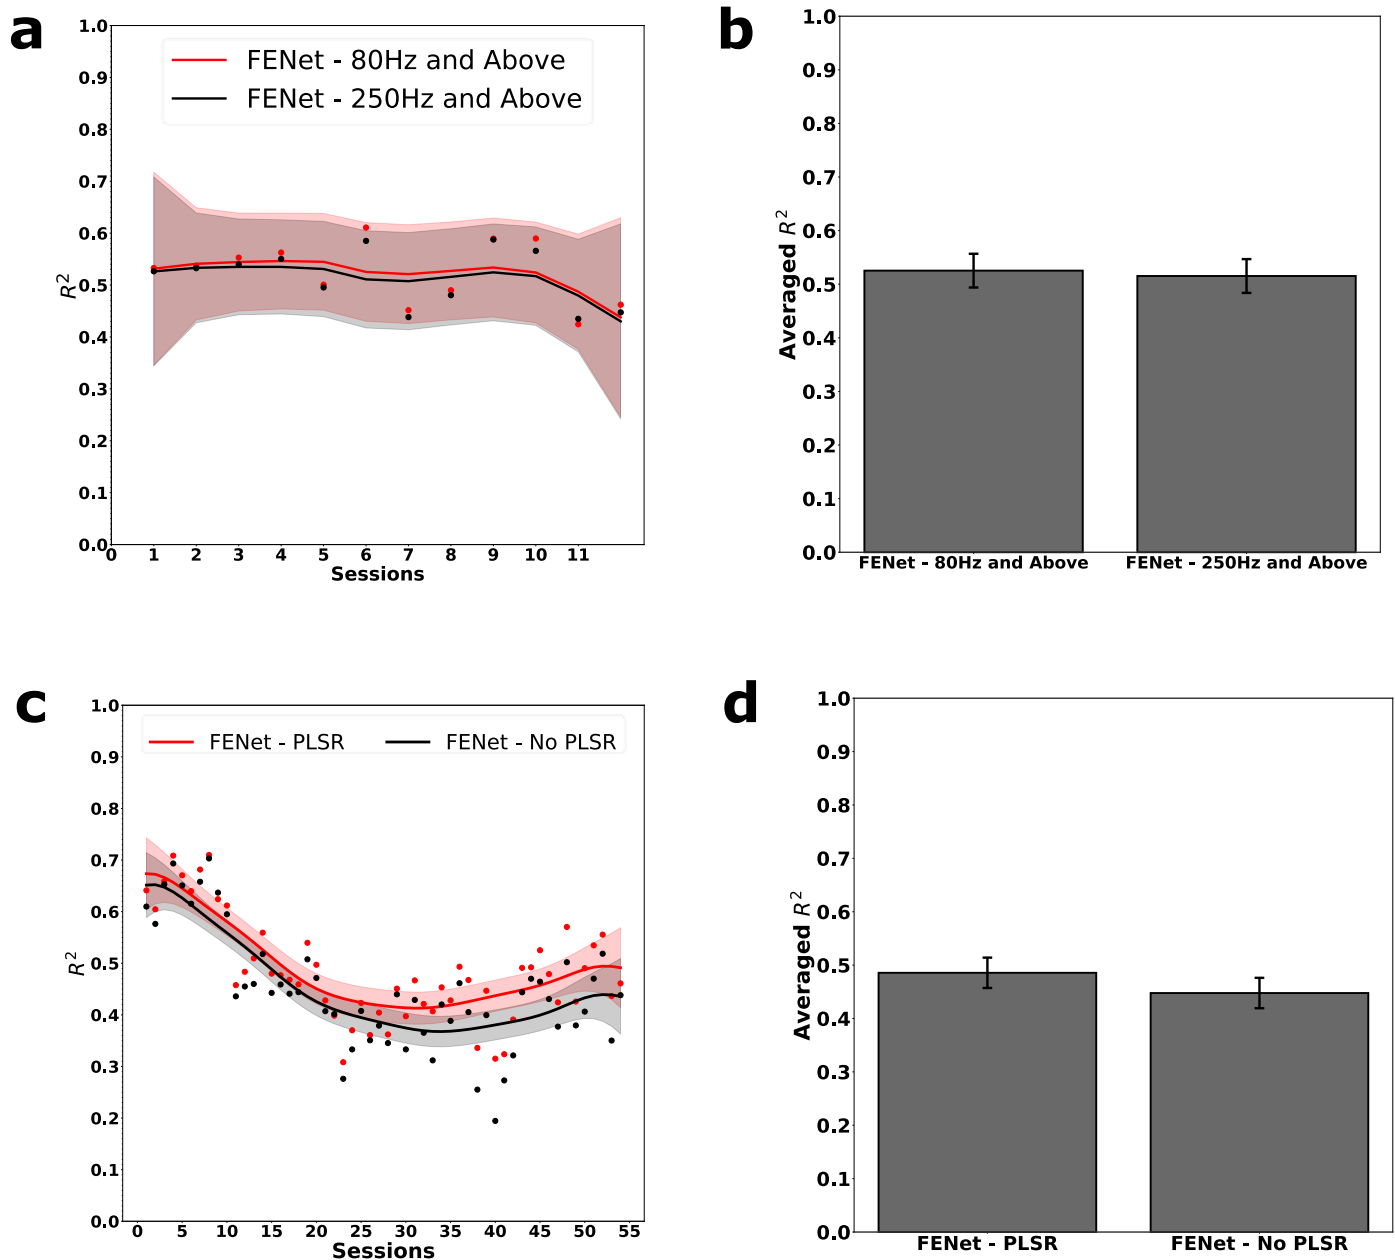 a
FENet - 80Hz and Above
FENet - 250Hz and Above
1.0
0.9
0.8
0.7
0.6
0.5
0.4
0.3
0.2
0.1
0.0
R²
0 1 2 3 4 5 6 7 8 9 10 11
Sessions
b
1.0
0.9
0.8
0.7
0.6
0.5
0.4
0.3
0.2
0.1
0.0
Averaged R²
FENet - 80Hz and Above FENet - 250Hz and Above
c
FENet - PLSR FENet - No PLSR
1.0
0.9
0.8
0.7
0.6
0.5
0.4
0.3
0.2
0.1
0.0
R²
0 5 10 15 20 25 30 35 40 45 50 55
Sessions
d
1.0
0.9
0.8
0.7
0.6
0.5
0.4
0.3
0.2
0.1
0.0
Averaged R²
FENet - PLSR FENet - No PLSR